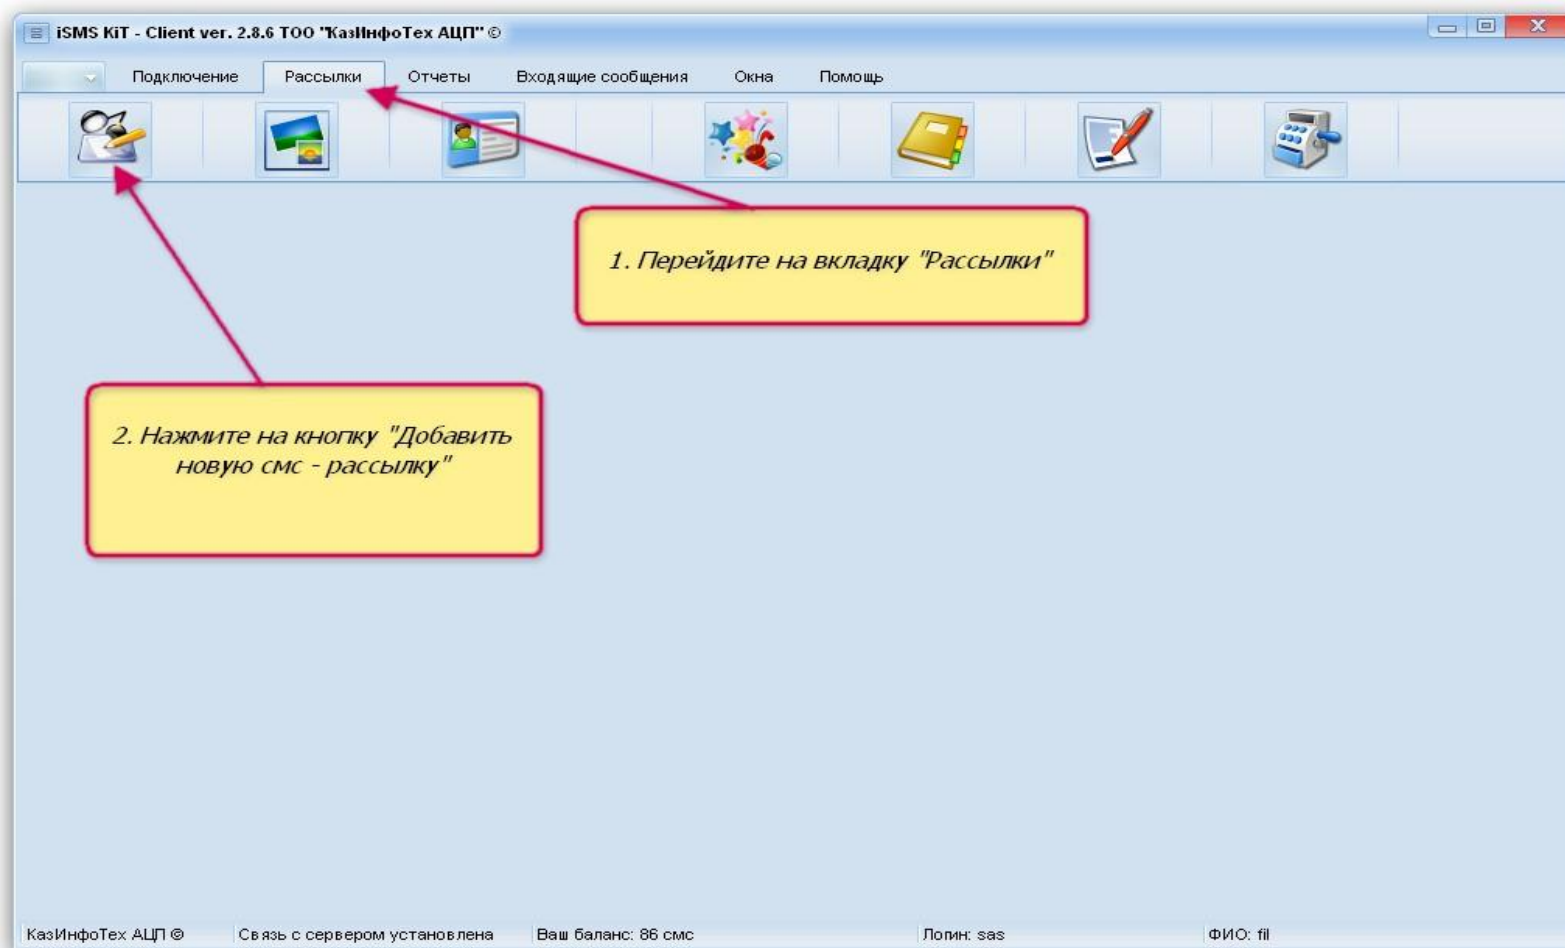 iSMS KiT - Client ver. 2.8.6 ТОО "КазИнфоТех АЦП" ©
Подключение Рассылки Отчеты Входящие сообщения Окна Помощь
1. Перейдите на вкладку "Рассылки"
2. Нажмите на кнопку "Добавить
новую смс - рассылку"
КазИнфоТех АЦП © Связь с сервером установлена Ваш баланс: 86 смс Логин: sas ФИО: fil